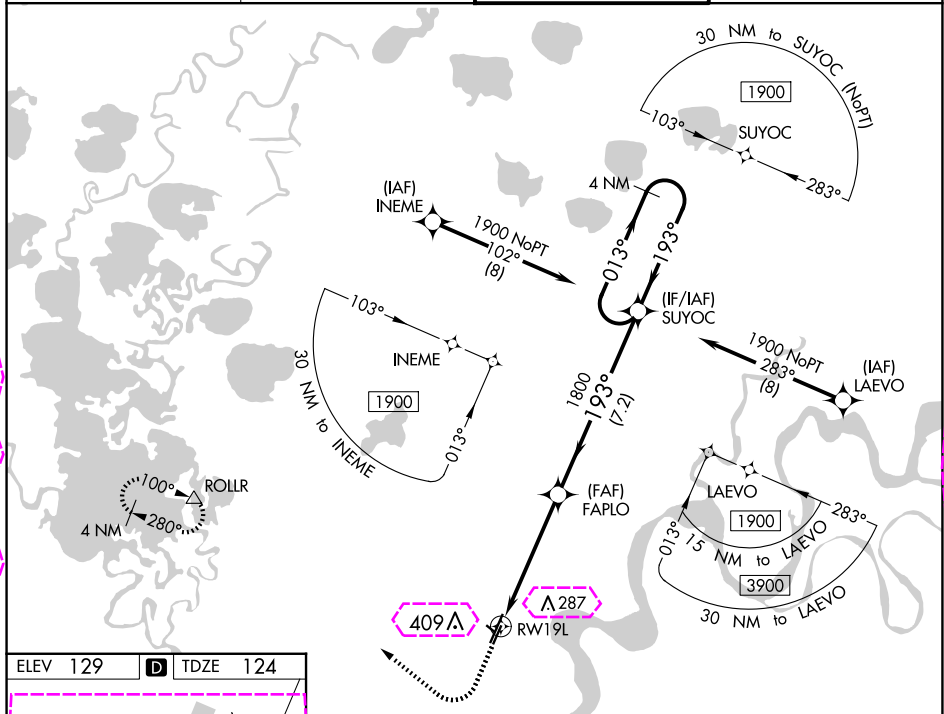 30 NM to SUYOC (NoPT)
1900
103°
SUYOC
283°
4 NM
(IAF)
INEME
1900 NoPT
102°
(8)
013°
193°
(IF/IAF)
SUYOC
103°
INEME
1900
30 NM to INEME
013°
1800
193°
(7.2)
1900 NoPT
283°
(8)
(IAF)
LAEVO
100°
ROLLR
4 NM
280°
(FAF)
FAPLO
LAEVO
283°
1900
013°
15 NM to LAEVO
3900
30 NM to LAEVO
287
409
RW19L
ELEV 129
D
TDZE 124